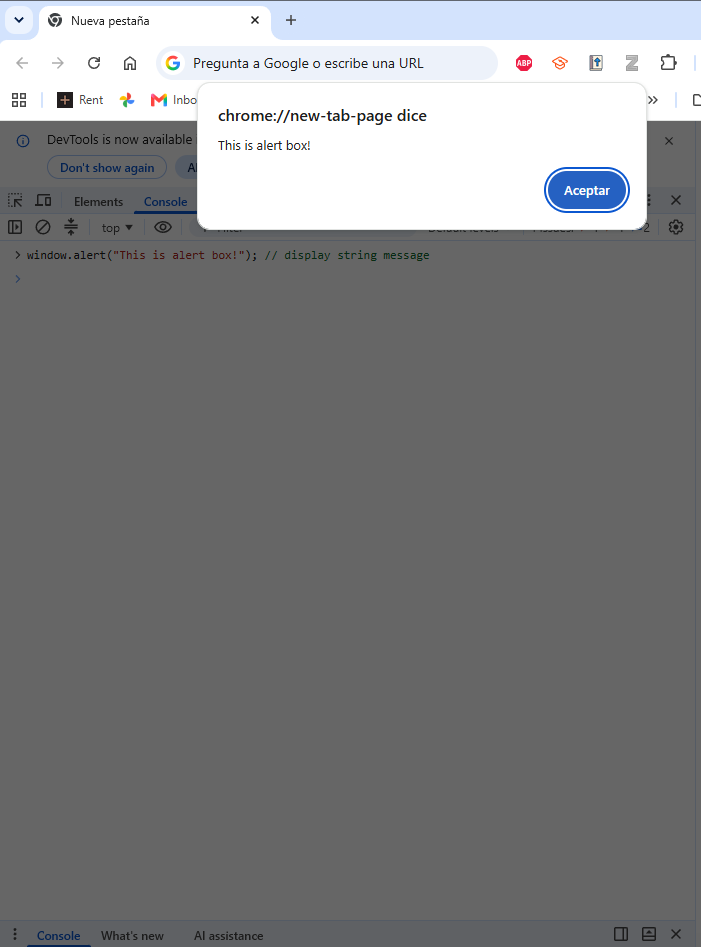 Nueva pestaña
Pregunta a Google o escribe una URL
ABP
Rent
Inbo
chrome://new-tab-page dice
This is alert box!
Aceptar
DevTools is now available
Don't show again
Elements
Console
top
Filter
Default levels
window.alert("This is alert box!"); // display string message
Console
What's new
AI assistance